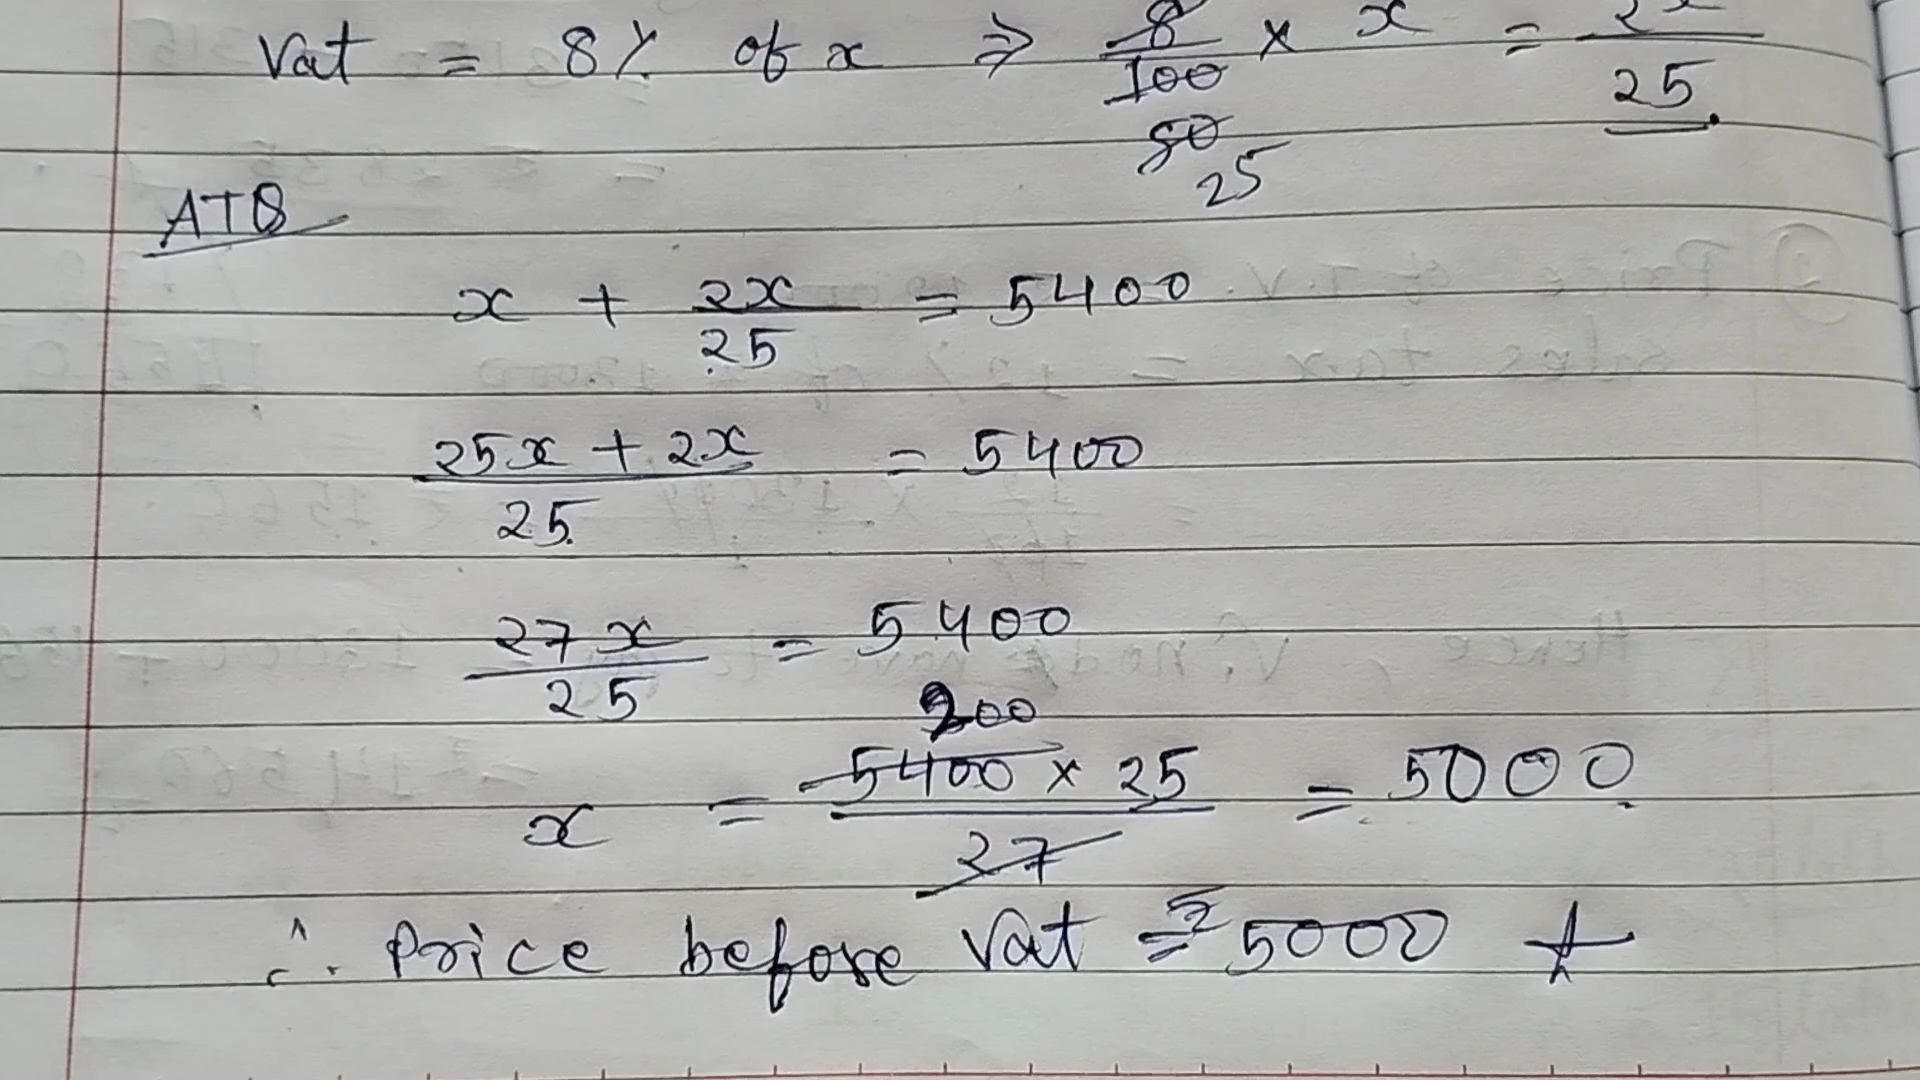 Vat = 8% of x ⇒ 8/100 × x = 2x/25
50
25
ATQ
x + 2x/25 = 5400
25x + 2x/25 = 5400
27x/25 = 5400
200
x = 5400 × 25/27 = 5000
∴ Price before Vat = 5000